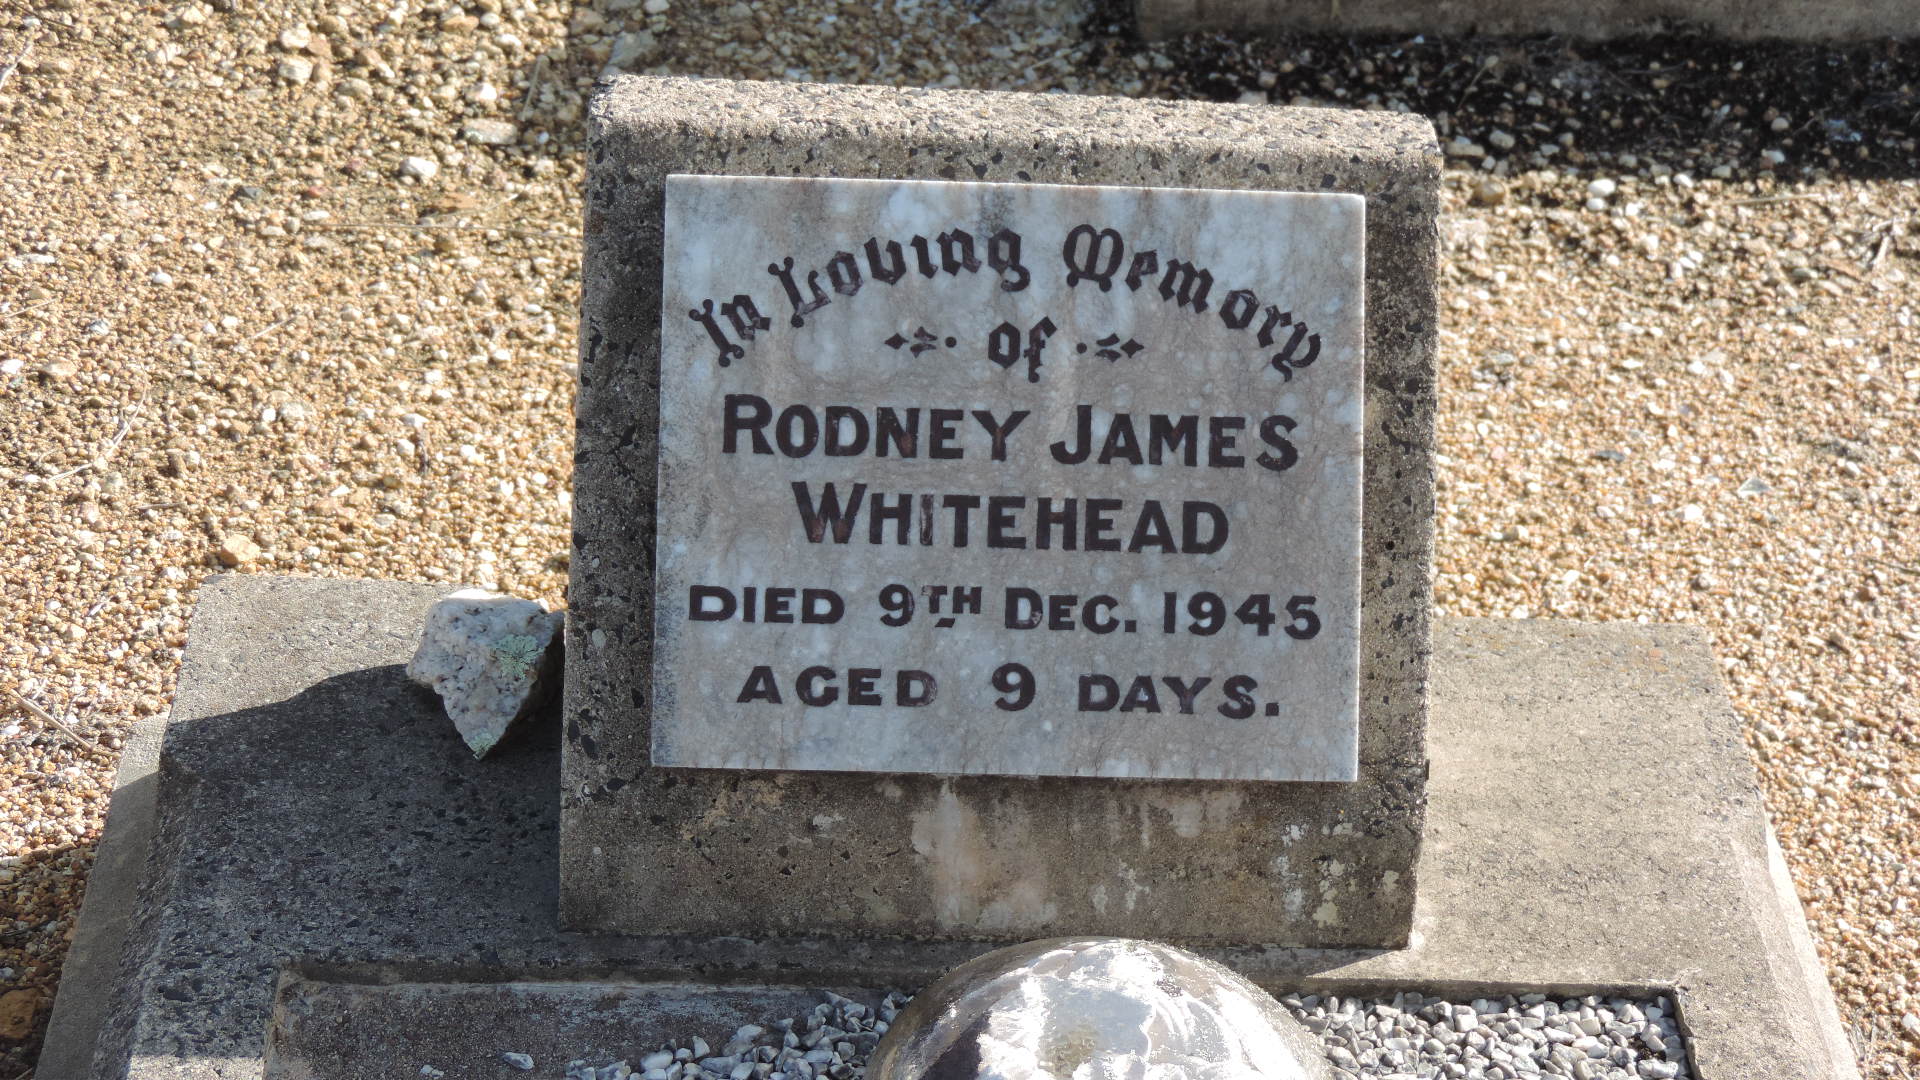 In Loving Memory
of
RODNEY JAMES
WHITEHEAD
DIED 9TH DEC. 1945
AGED 9 DAYS.